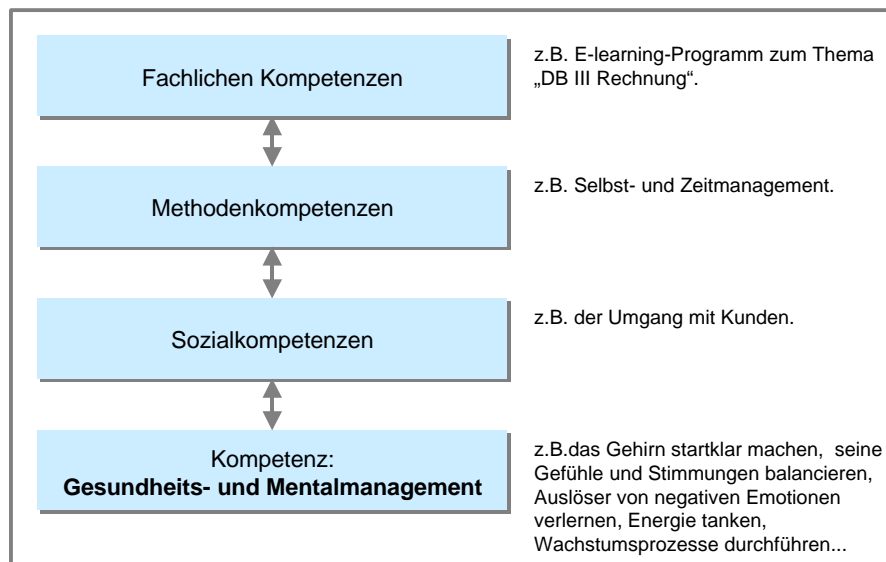 Fachlichen Kompetenzen
z.B. E-learning-Programm zum Thema
„DB III Rechnung“.
Methodenkompetenzen
z.B. Selbst- und Zeitmanagement.
Sozialkompetenzen
z.B. der Umgang mit Kunden.
Kompetenz:
Gesundheits- und Mentalmanagement
z.B.das Gehirn startklar machen, seine
Gefühle und Stimmungen balancieren,
Auslöser von negativen Emotionen
verlernen, Energie tanken,
Wachstumsprozesse durchführen...